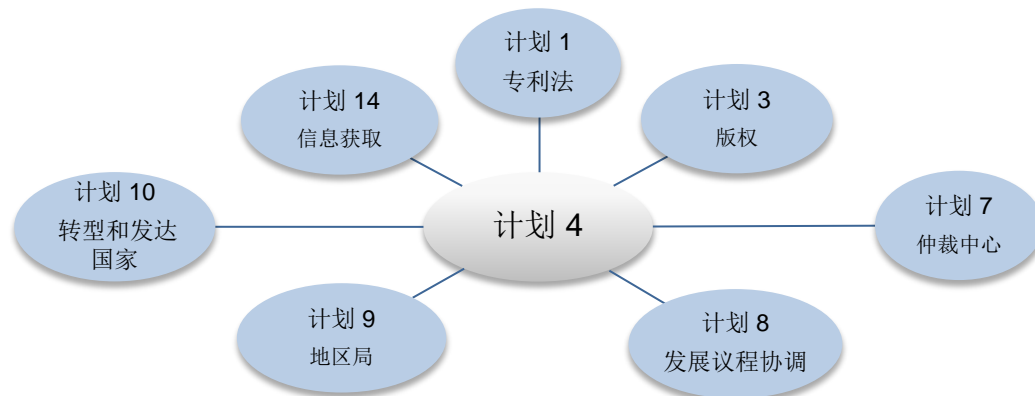 计划 1
专利法
计划 14
信息获取
计划 3
版权
计划 10
转型和发达
国家
计划 4
计划 7
仲裁中心
计划 9
地区局
计划 8
发展议程协调